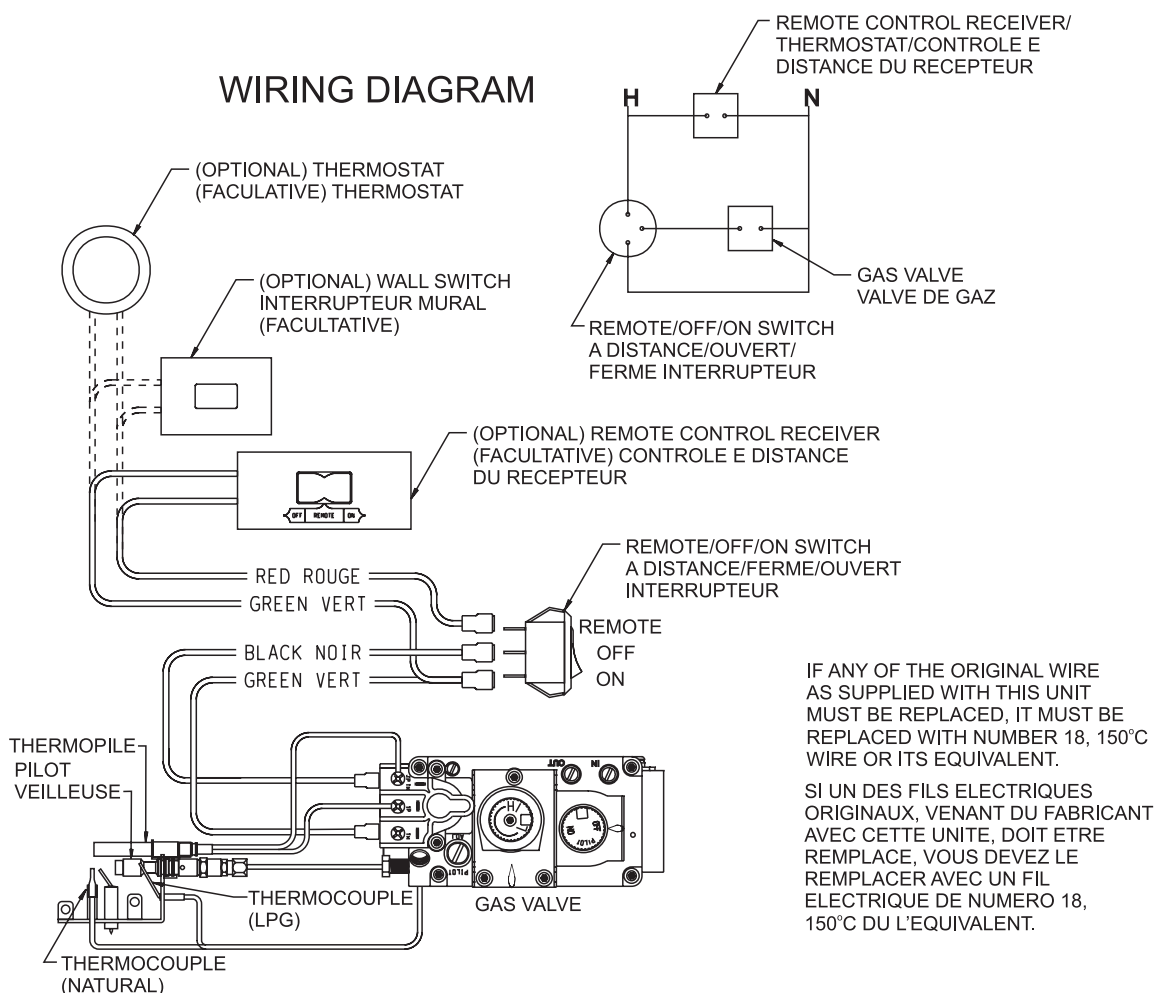 WIRING DIAGRAM
REMOTE CONTROL RECEIVER/
THERMOSTAT/CONTROLE E
DISTANCE DU RECEPTEUR
H
N
(OPTIONAL) THERMOSTAT
(FACULATIVE) THERMOSTAT
(OPTIONAL) WALL SWITCH
INTERRUPTEUR MURAL
(FACULTATIVE)
GAS VALVE
VALVE DE GAZ
REMOTE/OFF/ON SWITCH
A DISTANCE/OUVERT/
FERME INTERRUPTEUR
(OPTIONAL) REMOTE CONTROL RECEIVER
(FACULTATIVE) CONTROLE E DISTANCE
DU RECEPTEUR
OFF REMOTE ON
REMOTE/OFF/ON SWITCH
A DISTANCE/FERME/OUVERT
INTERRUPTEUR
RED ROUGE
GREEN VERT
BLACK NOIR
GREEN VERT
REMOTE
OFF
ON
IF ANY OF THE ORIGINAL WIRE
AS SUPPLIED WITH THIS UNIT
MUST BE REPLACED, IT MUST BE
REPLACED WITH NUMBER 18, 150°C
WIRE OR ITS EQUIVALENT.
SI UN DES FILS ELECTRIQUES
ORIGINAUX, VENANT DU FABRICANT
AVEC CETTE UNITE, DOIT ETRE
REMPLACE, VOUS DEVEZ LE
REMPLACER AVEC UN FIL
ELECTRIQUE DE NUMERO 18,
150°C DU L'EQUIVALENT.
THERMOPILE
PILOT
VEILLEUSE
OUT
IN
PILOT
OFF
PILOT
ON
THERMOCOUPLE
(LPG)
GAS VALVE
THERMOCOUPLE
(NATURAL)